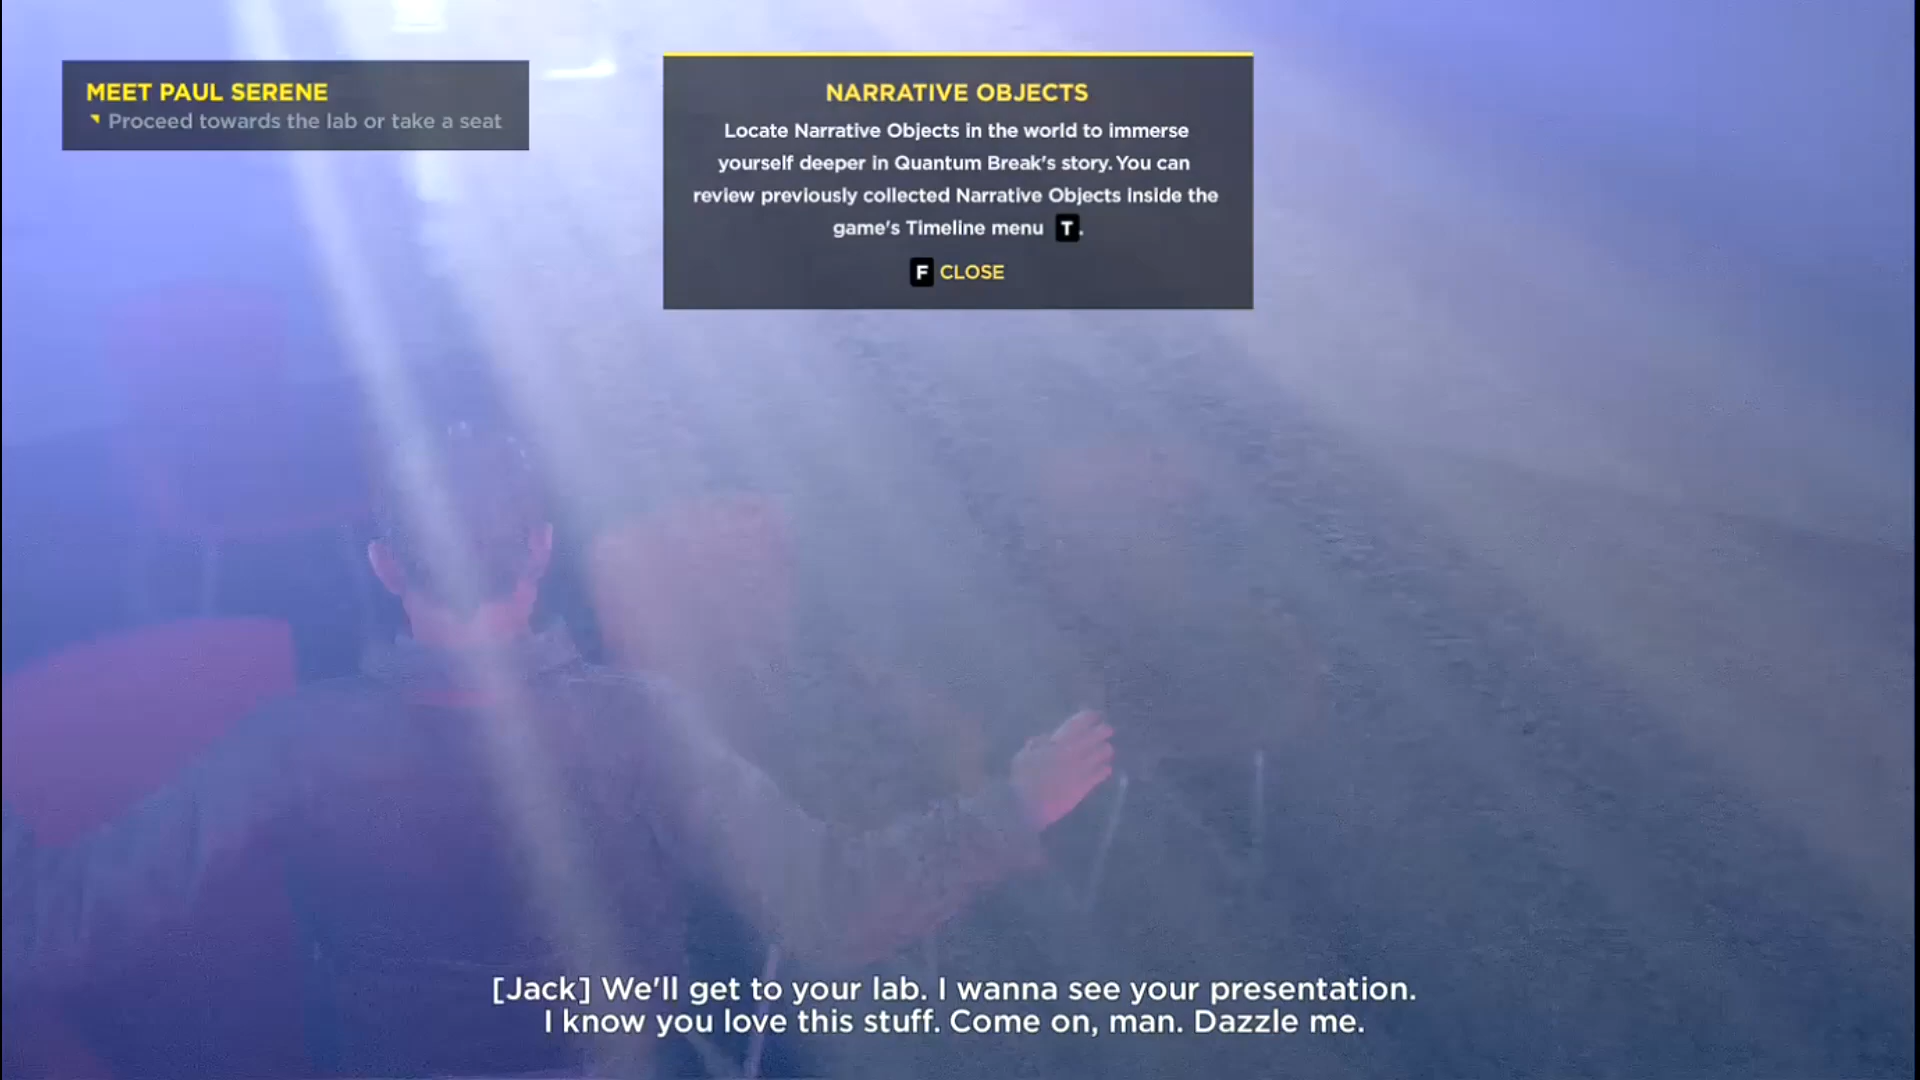 MEET PAUL SERENE
Proceed towards the lab or take a seat
NARRATIVE OBJECTS
Locate Narrative Objects in the world to immerse
yourself deeper in Quantum Break's story. You can
review previously collected Narrative Objects inside the
game's Timeline menu T.
F CLOSE
[Jack] We'll get to your lab. I wanna see your presentation.
I know you love this stuff. Come on, man. Dazzle me.